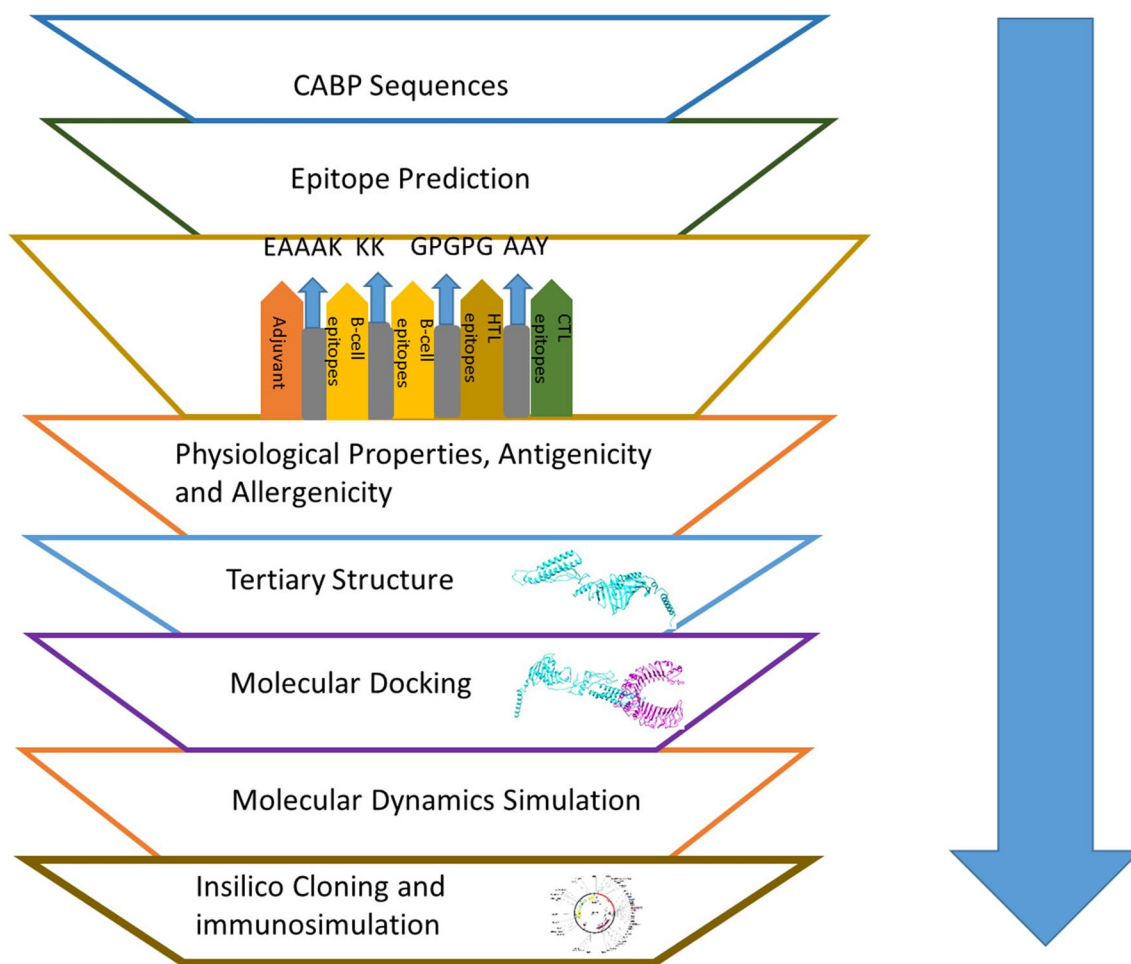 CABP Sequences
Epitope Prediction
EAAAK KK GPGPG AAY
Adjuvant
B-cell
epitopes
B-cell
epitopes
HTL
epitopes
CTL
epitopes
Physiological Properties, Antigenicity
and Allergenicity
Tertiary Structure
Molecular Docking
Molecular Dynamics Simulation
Insilico Cloning and
immunosimulation